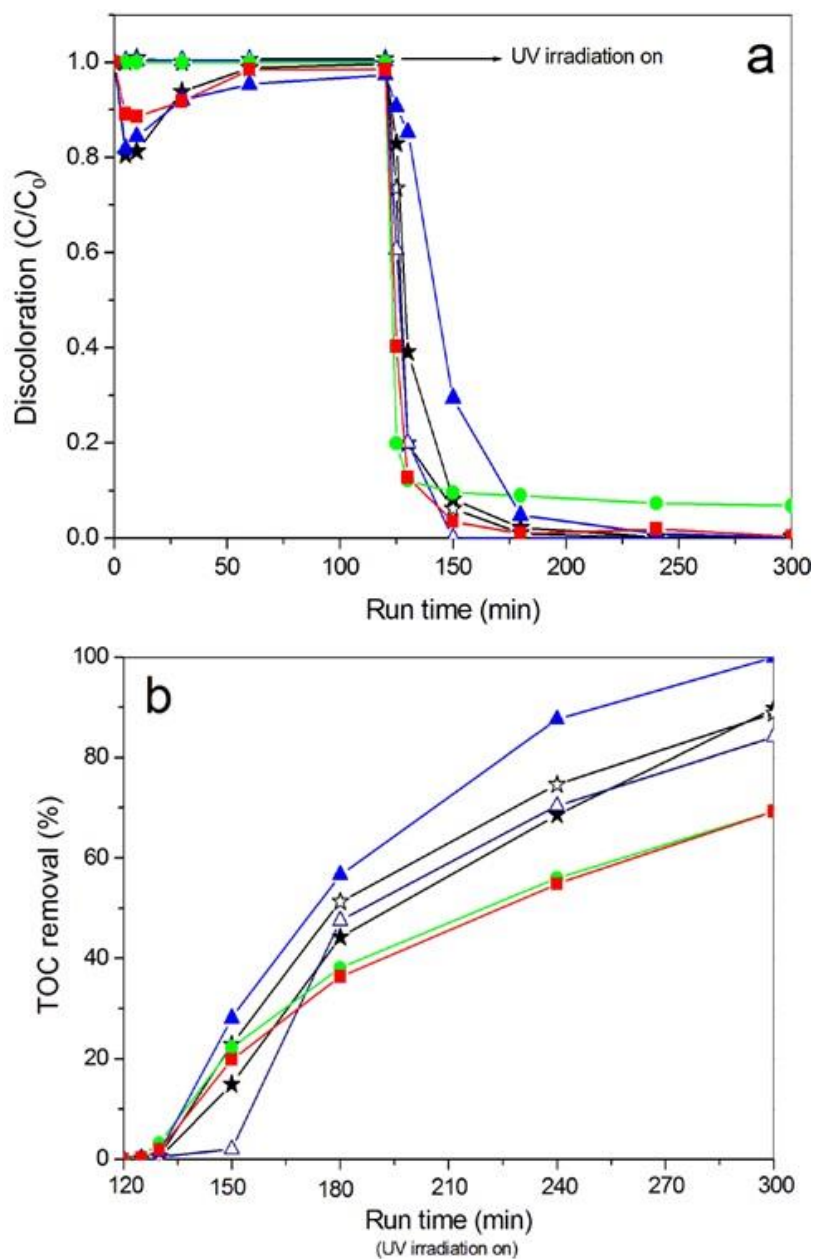 a
UV irradiation on
1.0
0.8
0.6
0.4
0.2
0.0
Discoloration (C/C₀)
0 50 100 150 200 250 300
Run time (min)
b
100
80
60
40
20
0
TOC removal (%)
120 150 180 210 240 270 300
Run time (min)
(UV irradiation on)